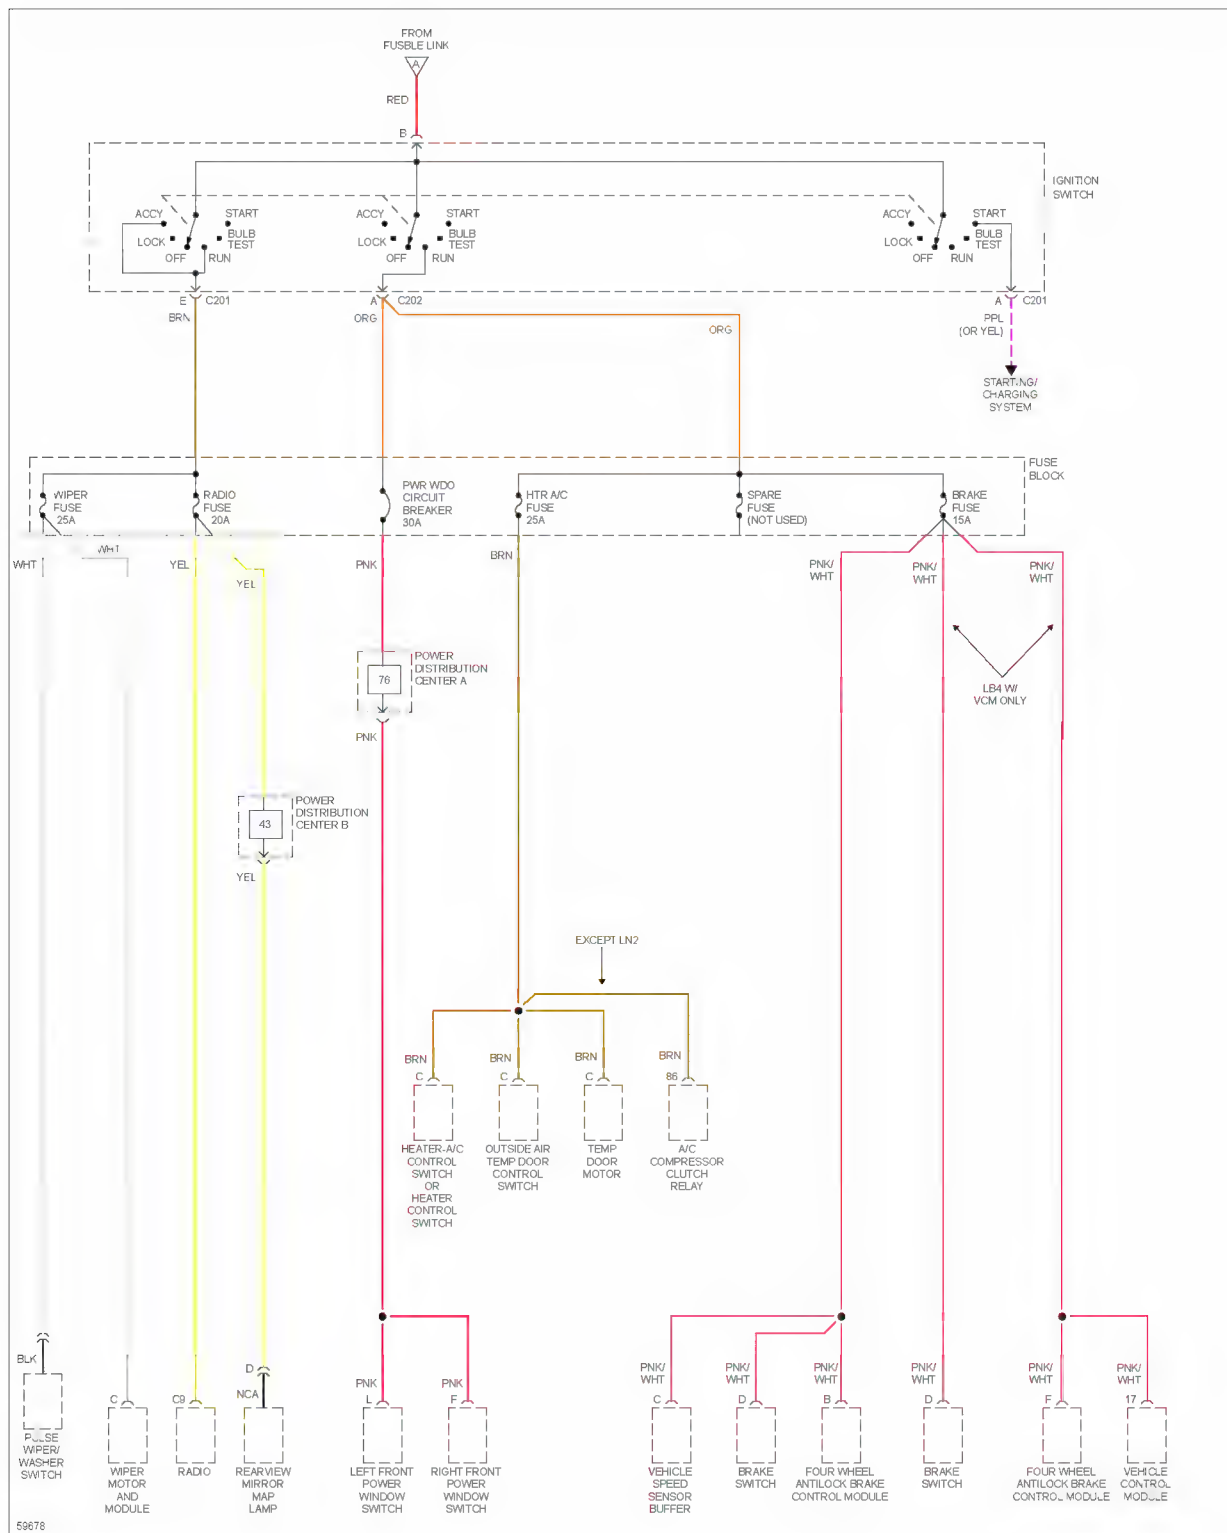 FROM
FUSBLE LINK
A
RED
B
IGNITION
SWITCH
ACCY
START
LOCK
BULB
TEST
OFF
RUN
ACCY
START
LOCK
BULB
TEST
OFF
RUN
ACCY
START
LOCK
BULB
TEST
OFF
RUN
E
C201
A
C202
A
C201
BRN
ORG
ORG
PPL
(OR YEL)
STARTING/
CHARGING
SYSTEM
FUSE
BLOCK
WIPER
FUSE
25A
RADIO
FUSE
20A
PWR WDO
CIRCUIT
BREAKER
30A
HTR A/C
FUSE
25A
SPARE
FUSE
(NOT USED)
BRAKE
FUSE
15A
WHT
WHT
YEL
YEL
PNK
BRN
PNK/
WHT
PNK/
WHT
PNK/
WHT
POWER
DISTRIBUTION
CENTER A
76
PNK
LB4 W/
VCM ONLY
POWER
DISTRIBUTION
CENTER B
43
YEL
EXCEPT LN2
BRN
BRN
BRN
BRN
C
C
C
86
HEATER-A/C
CONTROL
SWITCH
OR
HEATER
CONTROL
SWITCH
OUTSIDE AIR
TEMP DOOR
CONTROL
SWITCH
TEMP
DOOR
MOTOR
A/C
COMPRESSOR
CLUTCH
RELAY
BLK
C
C9
D
NCA
PNK
L
PNK
F
PNK/
WHT
C
PNK/
WHT
D
PNK/
WHT
B
PNK/
WHT
D
PNK/
WHT
F
PNK/
WHT
17
PULSE
WIPER/
WASHER
SWITCH
WIPER
MOTOR
AND
MODULE
RADIO
REARVIEW
MIRROR
MAP
LAMP
LEFT FRONT
POWER
WINDOW
SWITCH
RIGHT FRONT
POWER
WINDOW
SWITCH
VEHICLE
SPEED
SENSOR
BUFFER
BRAKE
SWITCH
FOUR WHEEL
ANTILOCK BRAKE
CONTROL MODULE
BRAKE
SWITCH
FOUR WHEEL
ANTILOCK BRAKE
CONTROL MODULE
VEHICLE
CONTROL
MODULE
59678